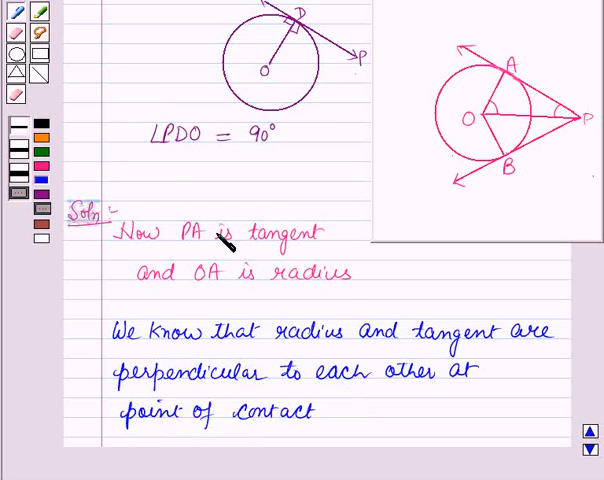 D
O
P
∠PDO = 90°
A
O
P
B
Soln :-
Now PA is tangent
and OA is radius
We know that radius and tangent are
perpendicular to each other at
point of contact